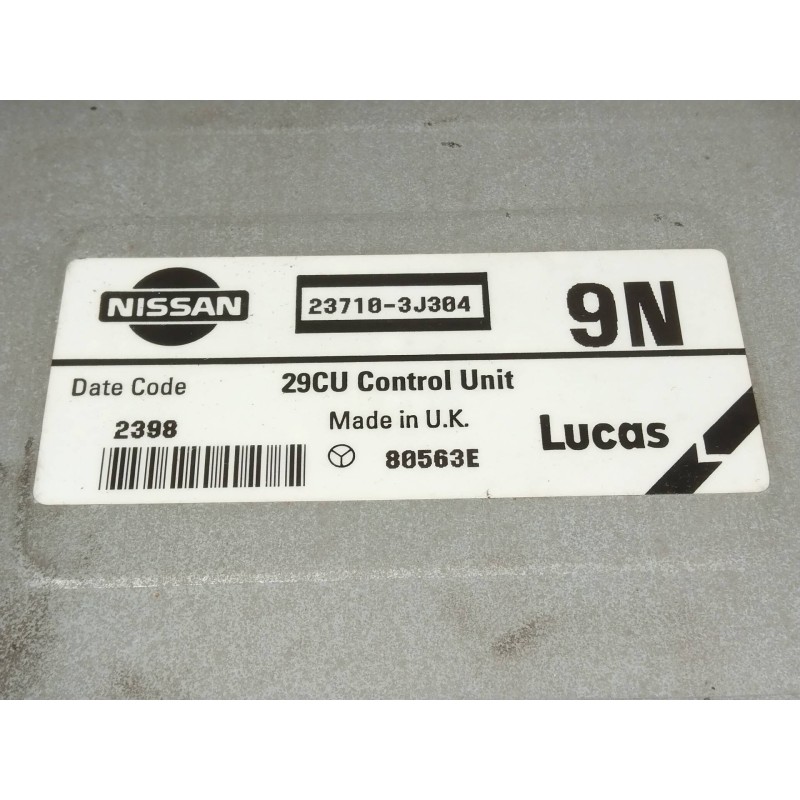 NISSAN
23710-3J304
9N
Date Code
29CU Control Unit
2398
Made in U.K.
80563E
Lucas